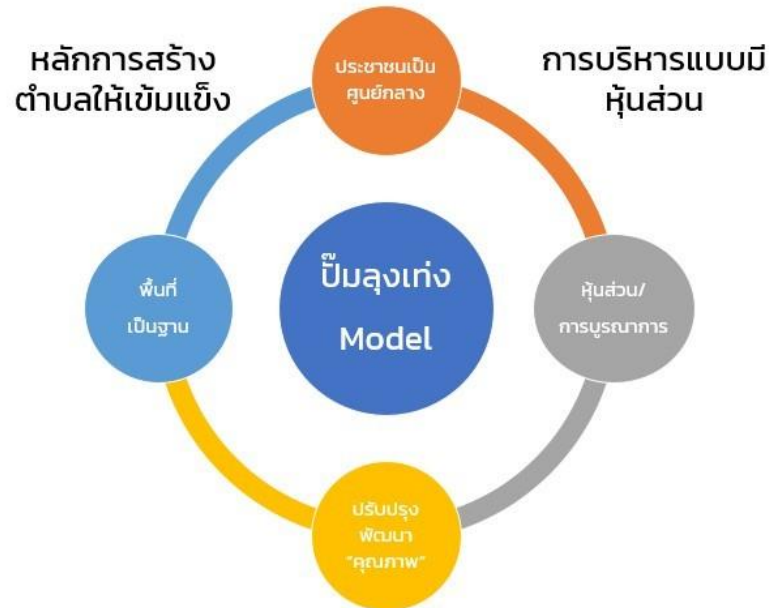 หลักการสร้าง
ตำบลให้เข้มแข็ง
ประชาชนเป็น
ศูนย์กลาง
การบริหารแบบมี
หุ้นส่วน
พื้นที่
เป็นฐาน
ปั๊มลุงเท่ง
Model
หุ้นส่วน/
การบูรณาการ
ปรับปรุง
พัฒนา
“คุณภาพ”